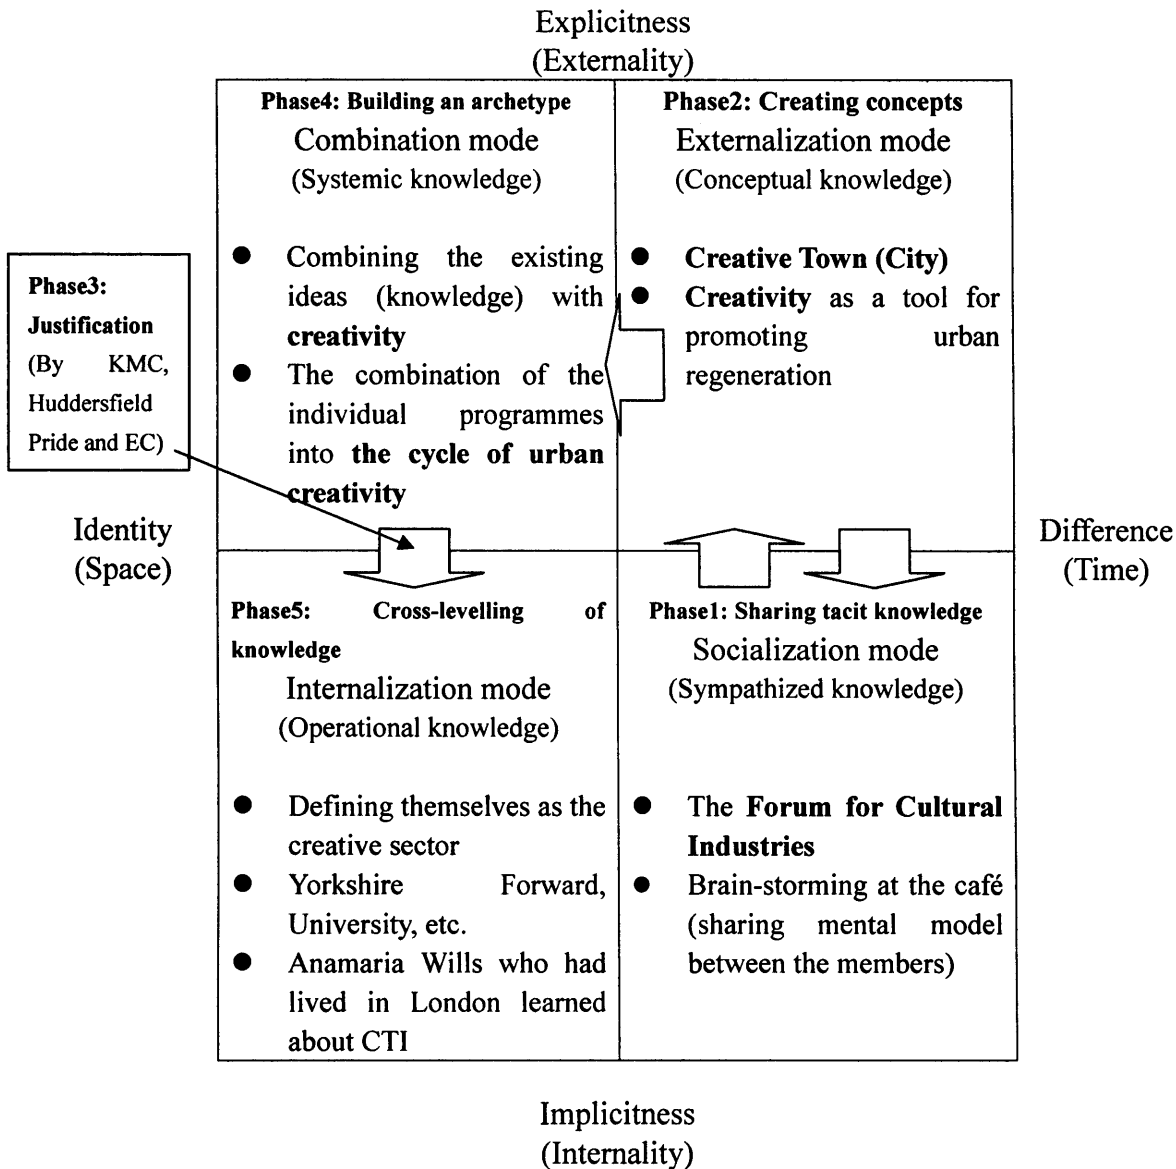 Explicitness
(Externality)
Phase4: Building an archetype
Combination mode
(Systemic knowledge)
● Combining the existing
ideas (knowledge) with
creativity
● The combination of the
individual programmes
into the cycle of urban
creativity
Phase2: Creating concepts
Externalization mode
(Conceptual knowledge)
● Creative Town (City)
● Creativity as a tool for
promoting urban
regeneration
Phase3:
Justification
(By KMC,
Huddersfield
Pride and EC)
Identity
(Space)
Difference
(Time)
Phase5: Cross-levelling of
knowledge
Internalization mode
(Operational knowledge)
● Defining themselves as the
creative sector
● Yorkshire Forward,
University, etc.
● Anamaria Wills who had
lived in London learned
about CTI
Phase1: Sharing tacit knowledge
Socialization mode
(Sympathized knowledge)
● The Forum for Cultural
Industries
● Brain-storming at the café
(sharing mental model
between the members)
Implicitness
(Internality)